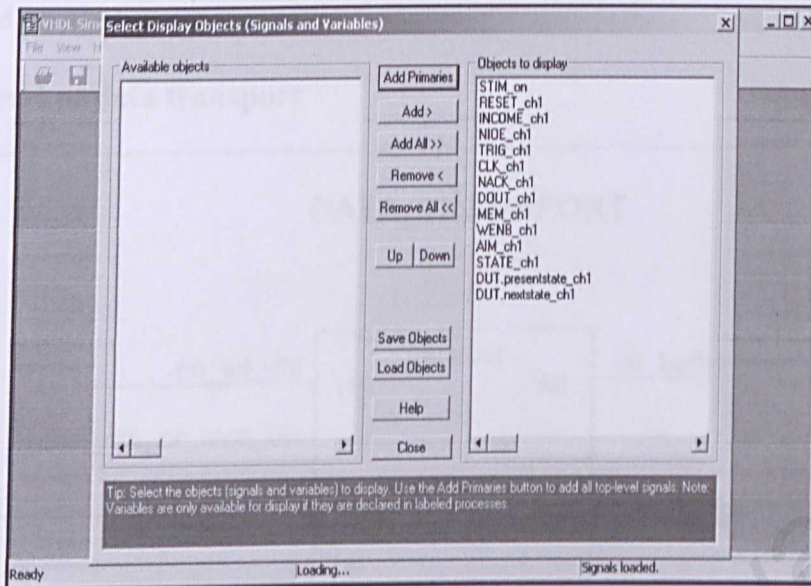 VHDL Sim
Select Display Objects (Signals and Variables)
File View H
Available objects
Add Primaries
Add >
Add All >>
Remove <
Remove All <<
Up Down
Save Objects
Load Objects
Help
Close
Objects to display
STIM_on
RESET_ch1
INCOME_ch1
NIOE_ch1
TRIG_ch1
CLK_ch1
NACK_ch1
DOUT_ch1
MEM_ch1
WENB_ch1
AIM_ch1
STATE_ch1
DUT.presentstate_ch1
DUT.nextstate_ch1
Tip: Select the objects (signals and variables) to display. Use the Add Primaries button to add all top-level signals. Note:
Variables are only available for display if they are declared in labeled processes
Ready Loading... Signals loaded.